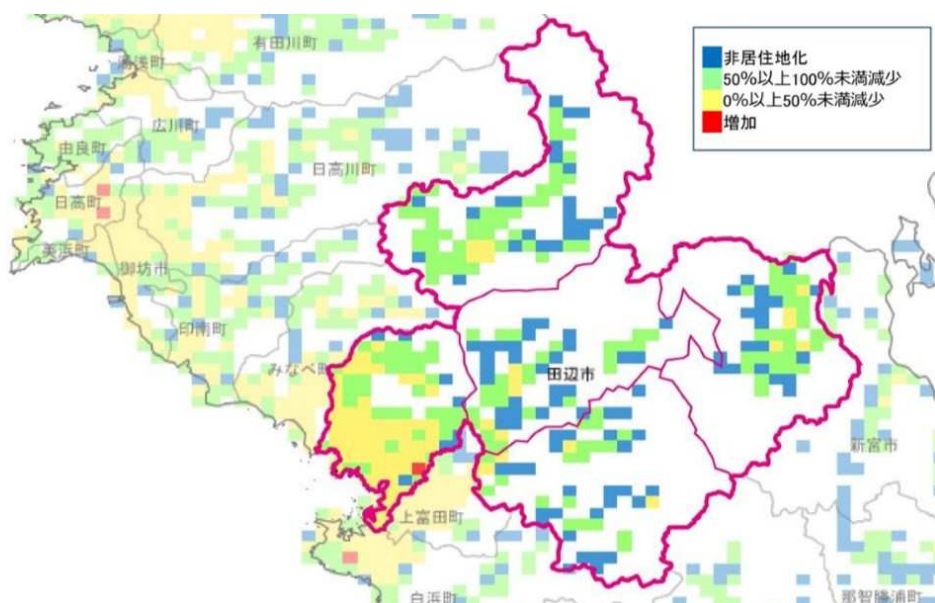 有田川町
湯浅町
広川町
由良町
日高川町
日高町
美浜町
御坊市
印南町
みなべ町
田辺市
新宮市
上富田町
白浜町
那智勝浦町
非居住地化
50%以上100%未満減少
0%以上50%未満減少
増加